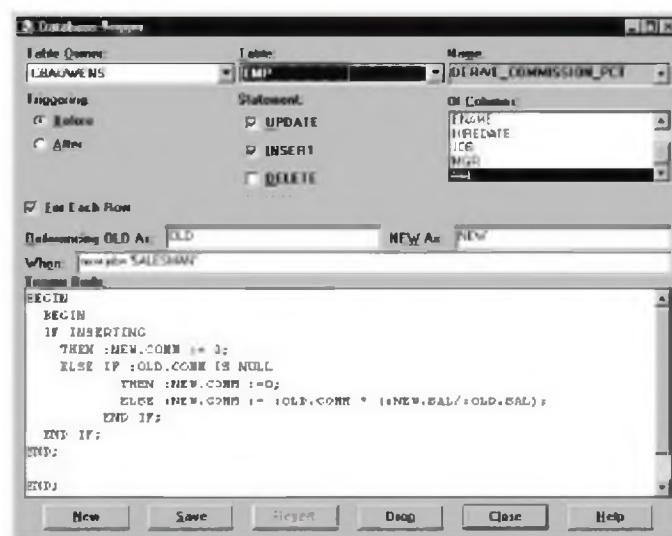 Database Trigger
Table Owner: Table: Name:
EMP DERIVE_COMMISSION_PCT
Triggering: Statement: Of Columns:
Before UPDATE ENAME
HIREDATE
After INSERT JOB
MGR
DELETE
For Each Row
Referencing OLD As: OLD NEW As: NEW
When:
Trigger Body:
BEGIN
BEGIN
IF INSERTING
THEN :NEW.COMM :=
ELSE IF :OLD.COMM IS NULL
THEN :NEW.COMM :=0;
ELSE :NEW.COMM := :OLD.COMM * (:NEW.SAL/:OLD.SAL);
END IF;
END IF;
END;
END;
New Save Revert Drop Close Help